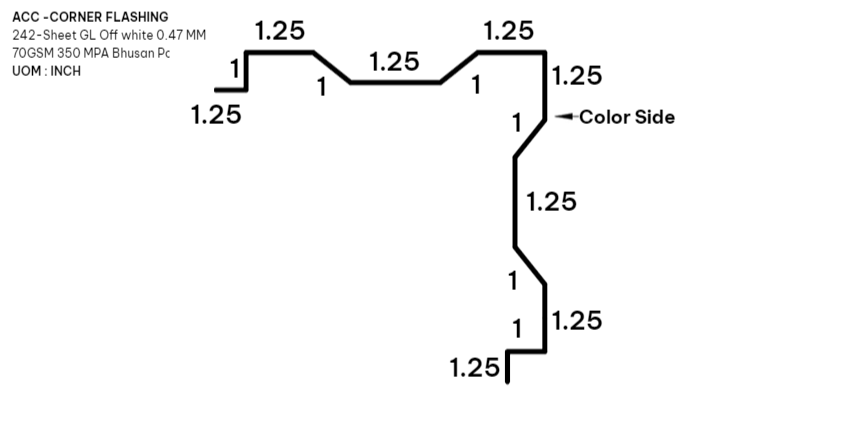 ACC -CORNER FLASHING
242-Sheet GL Off white 0.47 MM
70GSM 350 MPA Bhusan Pc
UOM : INCH
1.25
1.25
1
1.25
1
1
1.25
1.25
1
Color Side
1.25
1
1
1.25
1.25